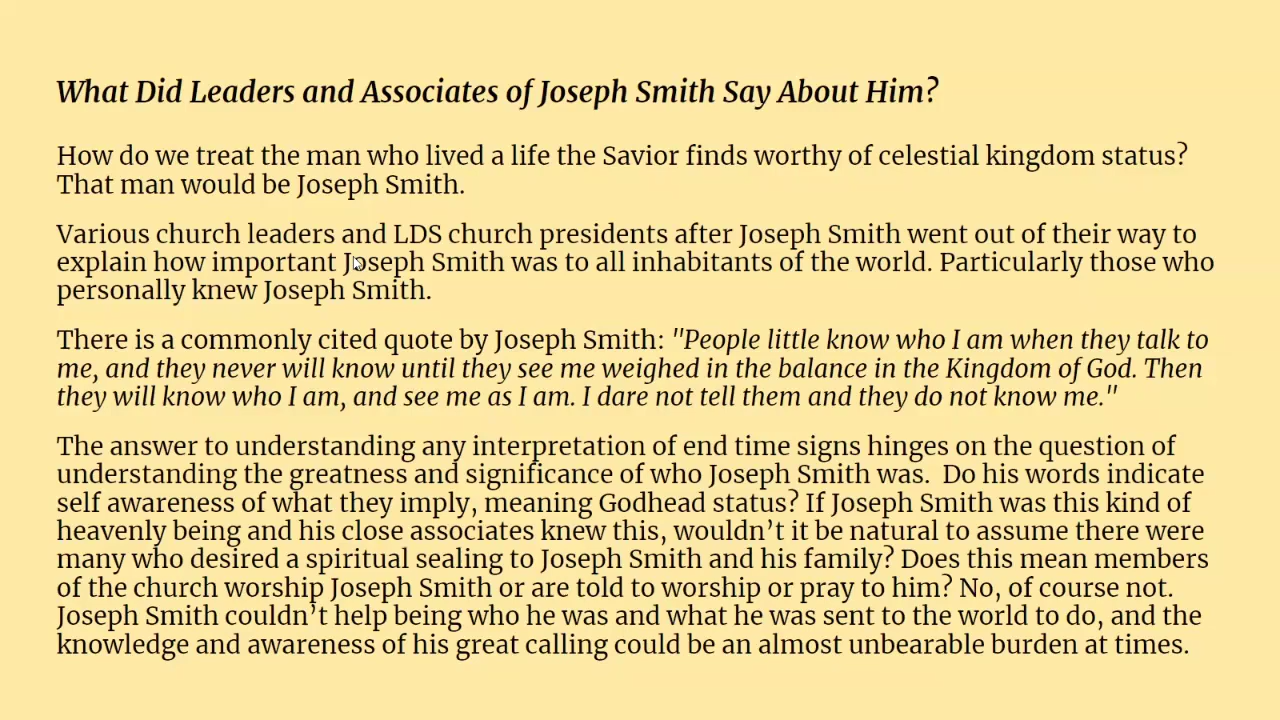 What Did Leaders and Associates of Joseph Smith Say About Him?
How do we treat the man who lived a life the Savior finds worthy of celestial kingdom status?
That man would be Joseph Smith.
Various church leaders and LDS church presidents after Joseph Smith went out of their way to
explain how important Joseph Smith was to all inhabitants of the world. Particularly those who
personally knew Joseph Smith.
There is a commonly cited quote by Joseph Smith: "People little know who I am when they talk to
me, and they never will know until they see me weighed in the balance in the Kingdom of God. Then
they will know who I am, and see me as I am. I dare not tell them and they do not know me."
The answer to understanding any interpretation of end time signs hinges on the question of
understanding the greatness and significance of who Joseph Smith was.  Do his words indicate
self awareness of what they imply, meaning Godhead status? If Joseph Smith was this kind of
heavenly being and his close associates knew this, wouldn’t it be natural to assume there were
many who desired a spiritual sealing to Joseph Smith and his family? Does this mean members
of the church worship Joseph Smith or are told to worship or pray to him? No, of course not.
Joseph Smith couldn’t help being who he was and what he was sent to the world to do, and the
knowledge and awareness of his great calling could be an almost unbearable burden at times.